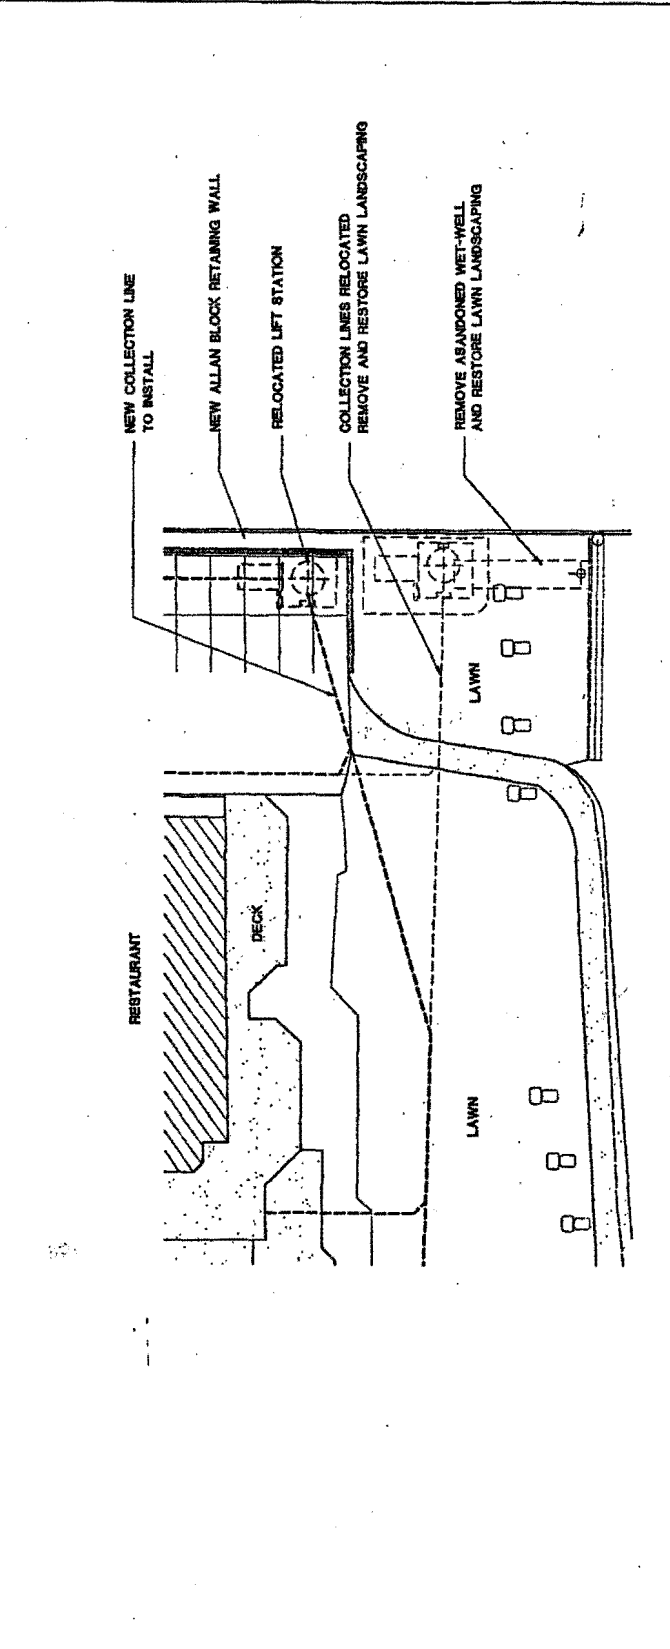 NEW COLLECTION LINE
TO INSTALL
NEW ALLAN BLOCK RETAINING WALL
RELOCATED LIFT STATION
COLLECTION LINES RELOCATED
REMOVE AND RESTORE LAWN LANDSCAPING
REMOVE ABANDONED WET-WELL
AND RESTORE LAWN LANDSCAPING
RESTAURANT
DECK
LAWN
LAWN